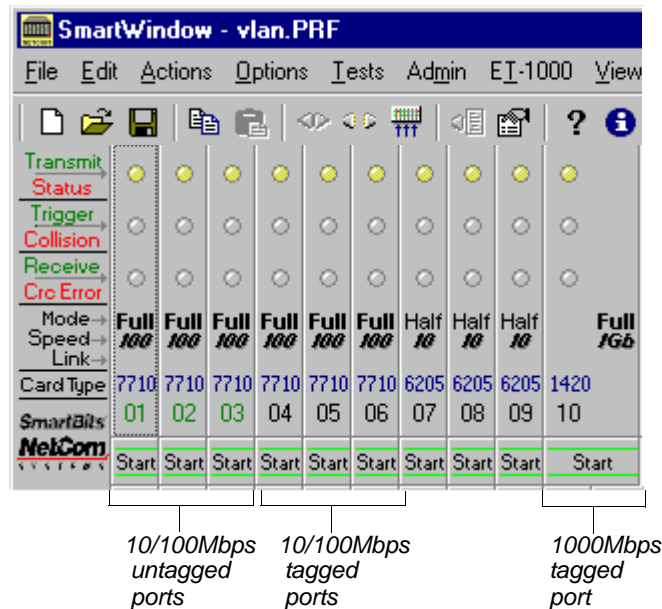 SmartWindow - vlan.PRF
File Edit Actions Options Tests Admin ET-1000 View
Transmit
Status
Trigger
Collision
Receive
Crc Error
Mode→ Full Full Full Full Full Full Half Half Half Full
Speed→ 100 100 100 100 100 100 10 10 10 1Gb
Link→
Card Type 7710 7710 7710 7710 7710 7710 6205 6205 6205 1420
SmartBits 01 02 03 04 05 06 07 08 09 10
NetCom
SYSTEMS
Start Start Start Start Start Start Start Start Start Start
10/100Mbps 10/100Mbps 1000Mbps
untagged tagged tagged
ports ports port